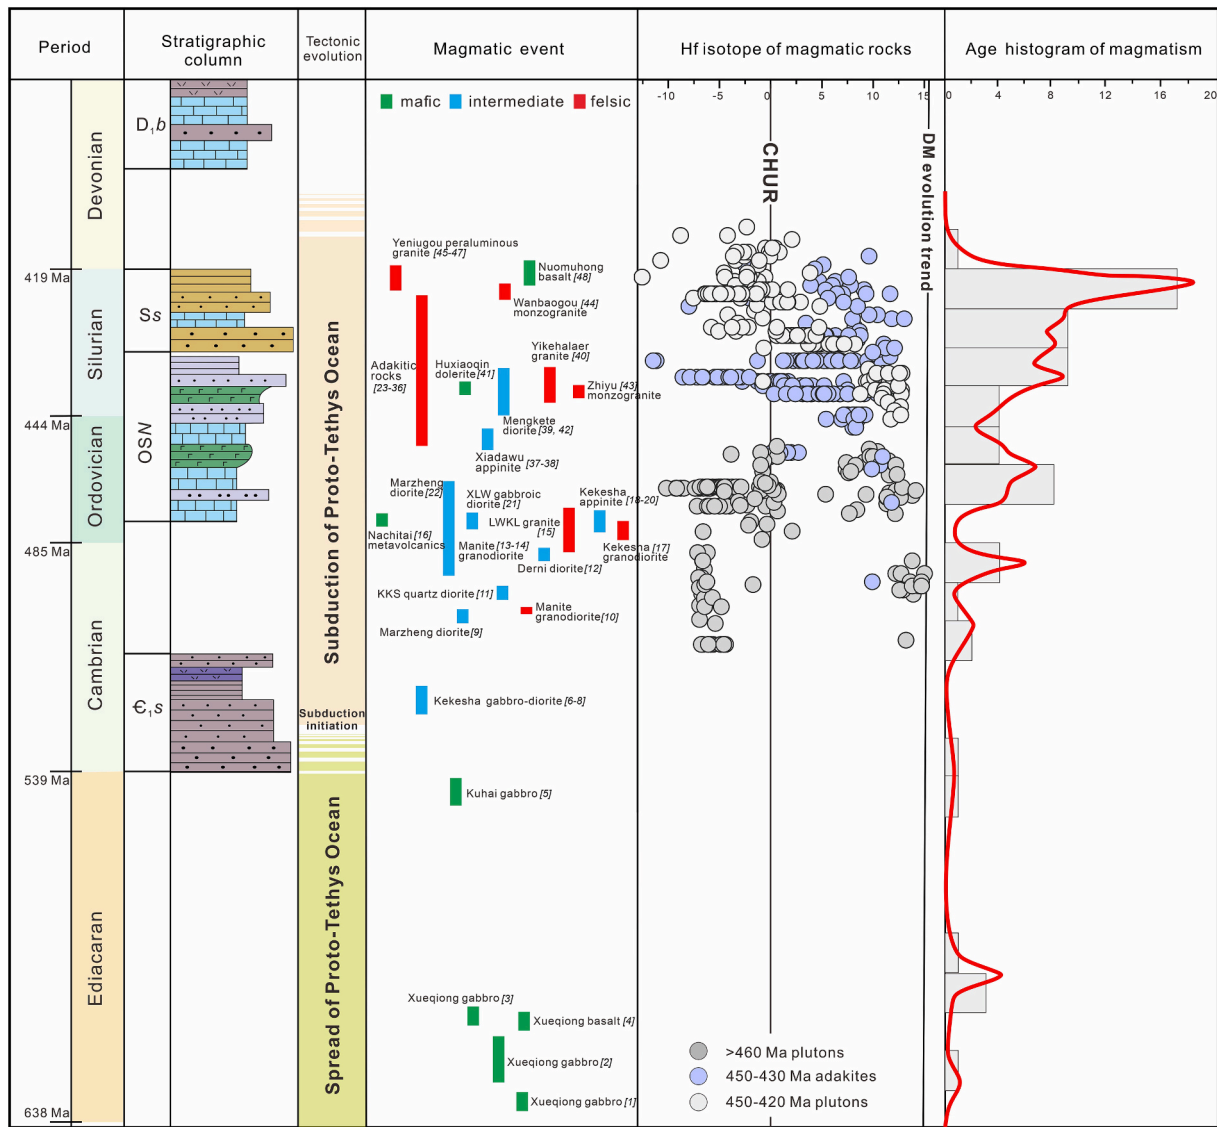 Period
Stratigraphic
column
Tectonic
evolution
Magmatic event
Hf isotope of magmatic rocks
Age histogram of magmatism
mafic
intermediate
felsic
-10
-5
0
5
10
15
0
4
8
12
16
20
Devonian
Silurian
Ordovician
Cambrian
Ediacaran
419 Ma
444 Ma
485 Ma
539 Ma
638 Ma
D₁b
Ss
OSN
Є₁s
Subduction of Proto-Tethys Ocean
Subduction
initiation
Spread of Proto-Tethys Ocean
Yeniugou peraluminous
granite [45-47]
Nuomuhong
basalt [48]
Wanbaogou [44]
monzogranite
Adakitic
rocks
[23-36]
Huxiaoqin
dolerite[41]
Yikehalaer
granite [40]
Zhiyu [43]
monzogranite
Mengkete
diorite [39, 42]
Xiadawu
appinite [37-38]
Marzheng
diorite [22]
XLW gabbroic
diorite [21]
Kekesha
appinite [18-20]
LWKL granite
[15]
Nachitai [16]
metavolcanics
Manite [13-14]
granodiorite
Kekesha [17]
granodiorite
Derni diorite [12]
KKS quartz diorite [11]
Manite
granodiorite
[10]
Marzheng diorite [9]
Kekesha gabbro-diorite [6-8]
Kuhai gabbro [5]
Xueqiong gabbro [3]
Xueqiong basalt [4]
Xueqiong gabbro [2]
Xueqiong gabbro [1]
CHUR
DM evolution trend
>460 Ma plutons
450-430 Ma adakites
450-420 Ma plutons